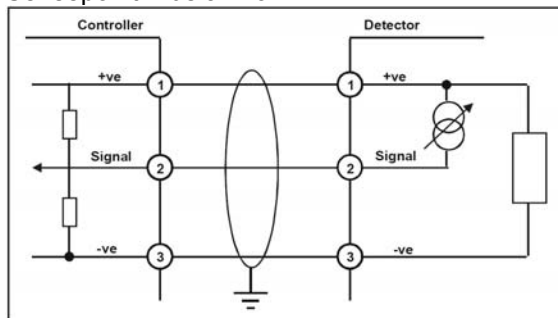 Controller Detector
+ve 1 1 +ve
Signal 2 2 Signal
-ve 3 3 -ve